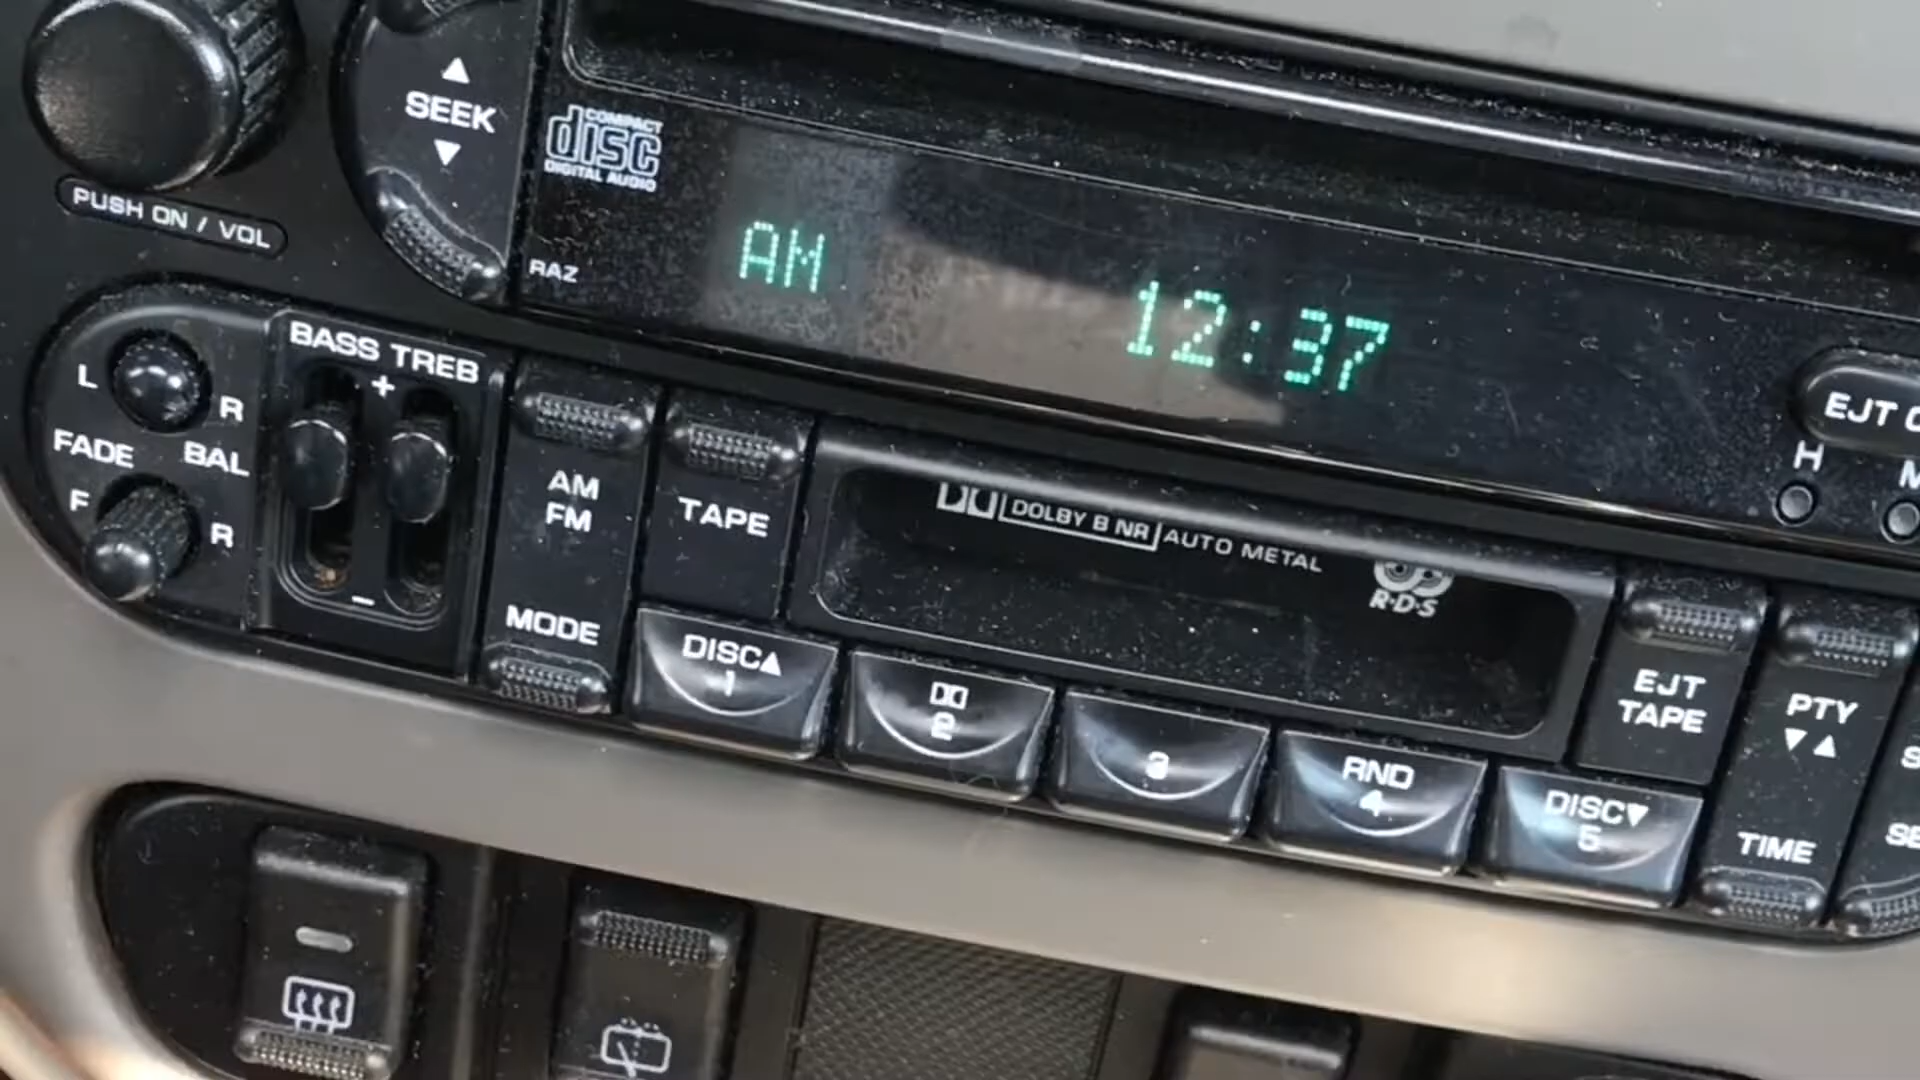 SEEK
COMPACT
disc
DIGITAL AUDIO
PUSH ON / VOL
RAZ
AM
12:37
EJT
H
L
R
FADE
BAL
F
R
BASS TREB
+
−
AM
FM
MODE
TAPE
DOLBY B NR AUTO METAL
R·D·S
EJT
TAPE
PTY
TIME
DISC
1
2
3
RND
4
DISC
5